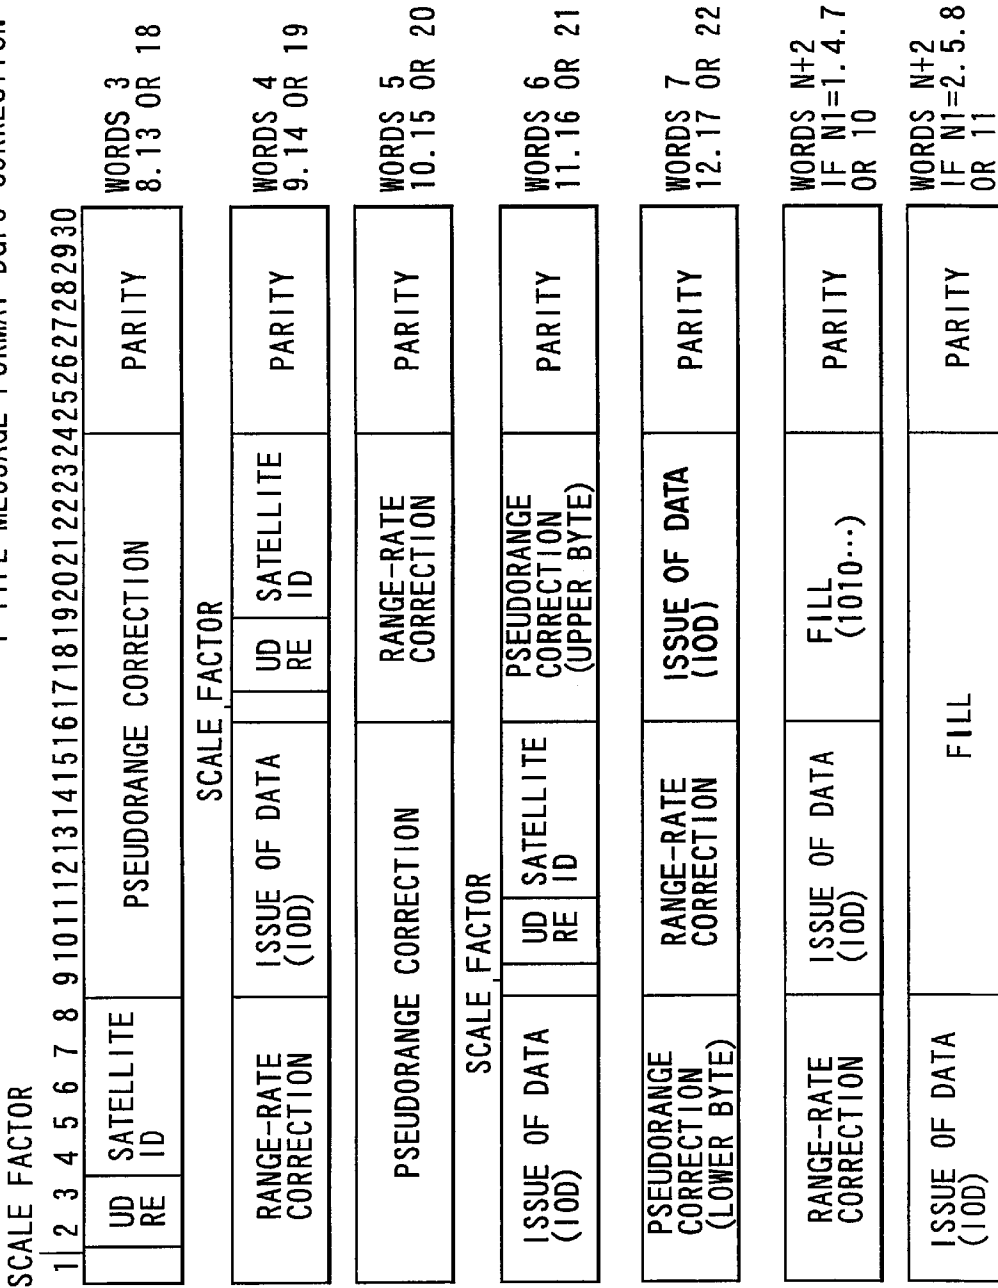 1 TYPE MESSAGE FORMAT DGPS CORRECTION
SCALE FACTOR
1 2 3 4 5 6 7 8 9 10 11 12 13 14 15 16 17 18 19 20 21 22 23 24 25 26 27 28 29 30
UD
RE
SATELLITE
ID
PSEUDORANGE CORRECTION
PARITY
WORDS 3
8.13 OR 18
SCALE FACTOR
RANGE-RATE
CORRECTION
ISSUE OF DATA
(IOD)
UD
RE
SATELLITE
ID
PARITY
WORDS 4
9.14 OR 19
PSEUDORANGE CORRECTION
RANGE-RATE
CORRECTION
PARITY
WORDS 5
10.15 OR 20
SCALE FACTOR
ISSUE OF DATA
(IOD)
UD
RE
SATELLITE
ID
PSEUDORANGE
CORRECTION
(UPPER BYTE)
PARITY
WORDS 6
11.16 OR 21
PSEUDORANGE
CORRECTION
(LOWER BYTE)
RANGE-RATE
CORRECTION
ISSUE OF DATA
(IOD)
PARITY
WORDS 7
12.17 OR 22
RANGE-RATE
CORRECTION
ISSUE OF DATA
(IOD)
FILL
(1010...)
PARITY
WORDS N+2
IF N1=1.4.7
OR 10
ISSUE OF DATA
(IOD)
FILL
PARITY
WORDS N+2
IF N1=2.5.8
OR 11